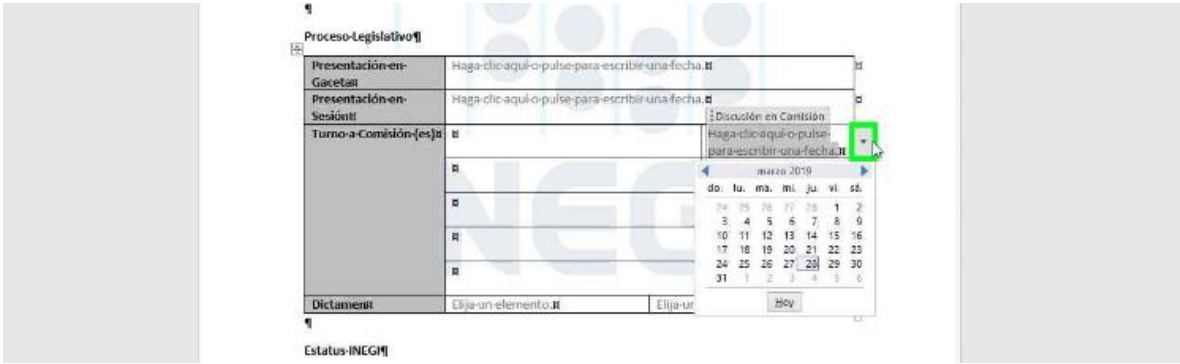 ¶
Proceso·Legislativo¶
Presentación·en·
Gaceta¤
Haga·clic·aquí·o·pulse·para·escribir·una·fecha.¤
¤
Presentación·en·
Sesión¤
Haga·clic·aquí·o·pulse·para·escribir·una·fecha.¤
¤
Turno·a·Comisión·(es)¤
¤
Discusión en Comisión
Haga·clic·aquí·o·pulse·
para·escribir·una·fecha.¤
¤
¤
¤
¤
marzo 2019
do. lu. ma. mi. ju. vi. sá.
24 25 26 27 28 1 2
3 4 5 6 7 8 9
10 11 12 13 14 15 16
17 18 19 20 21 22 23
24 25 26 27 28 29 30
31 1 2 3 4 5 6
Hoy
Dictamen¤
Elija·un·elemento.¤
Elija·un
¶
Estatus·INEGI¶
INEGI